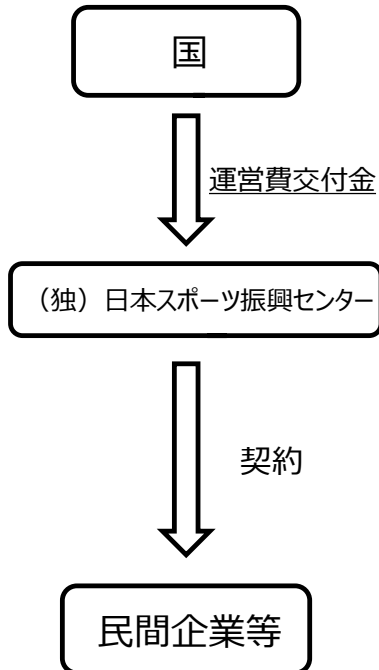 国
運営費交付金
（独）日本スポーツ振興センター
契約
民間企業等